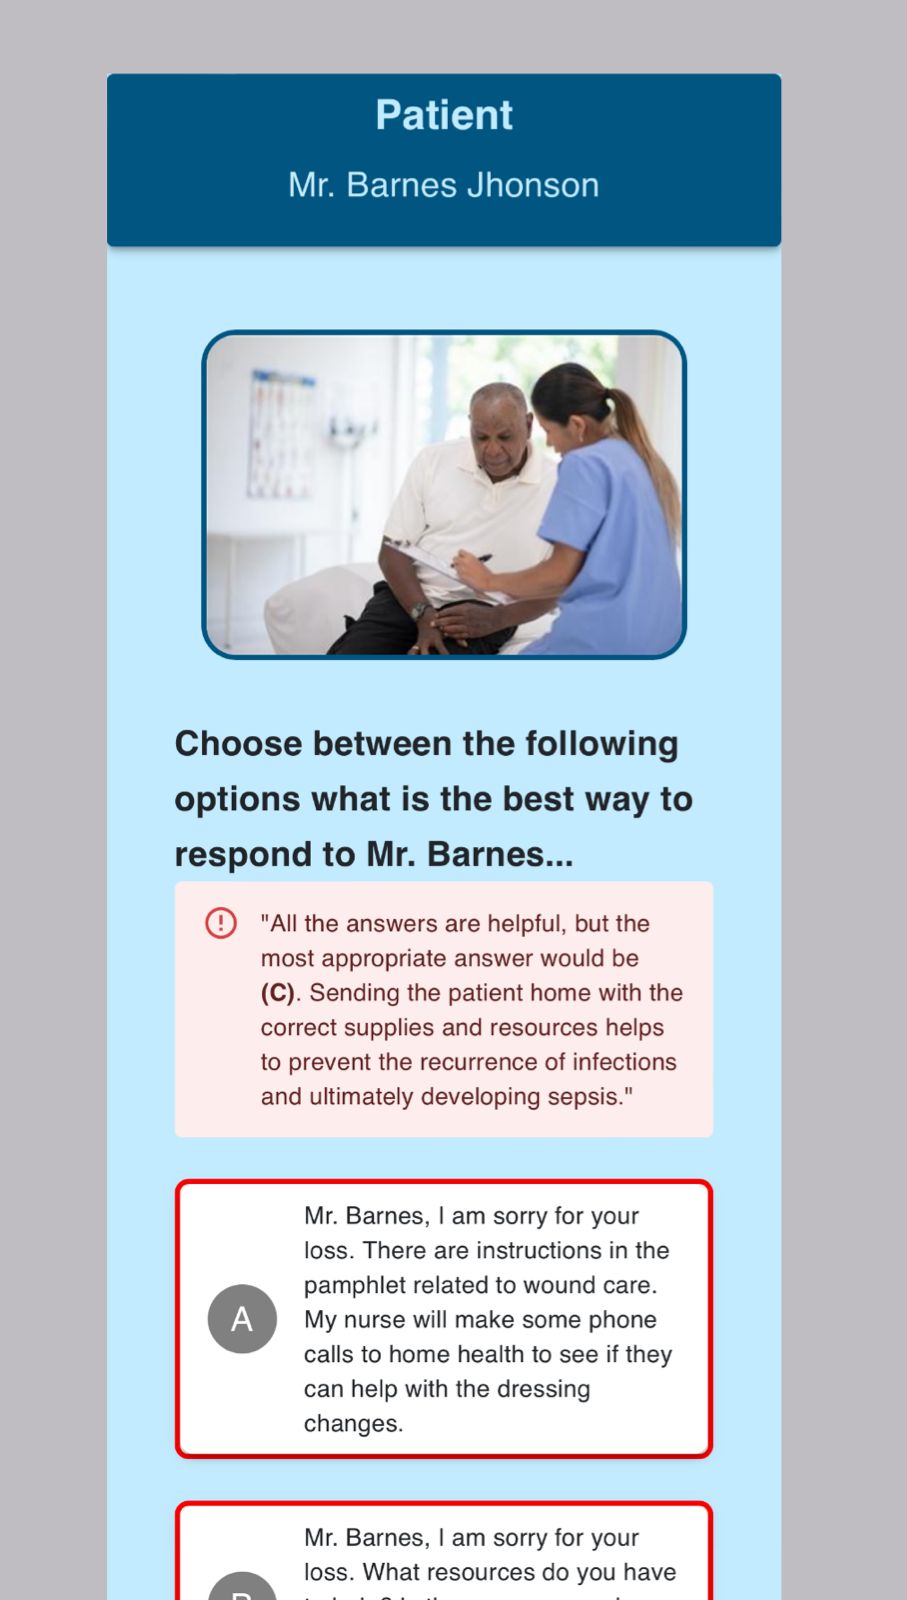 Patient
Mr. Barnes Jhonson
Choose between the following
options what is the best way to
respond to Mr. Barnes...
"All the answers are helpful, but the
most appropriate answer would be
(C). Sending the patient home with the
correct supplies and resources helps
to prevent the recurrence of infections
and ultimately developing sepsis."
Mr. Barnes, I am sorry for your
loss. There are instructions in the
pamphlet related to wound care.
A
My nurse will make some phone
calls to home health to see if they
can help with the dressing
changes.
Mr. Barnes, I am sorry for your
loss. What resources do you have